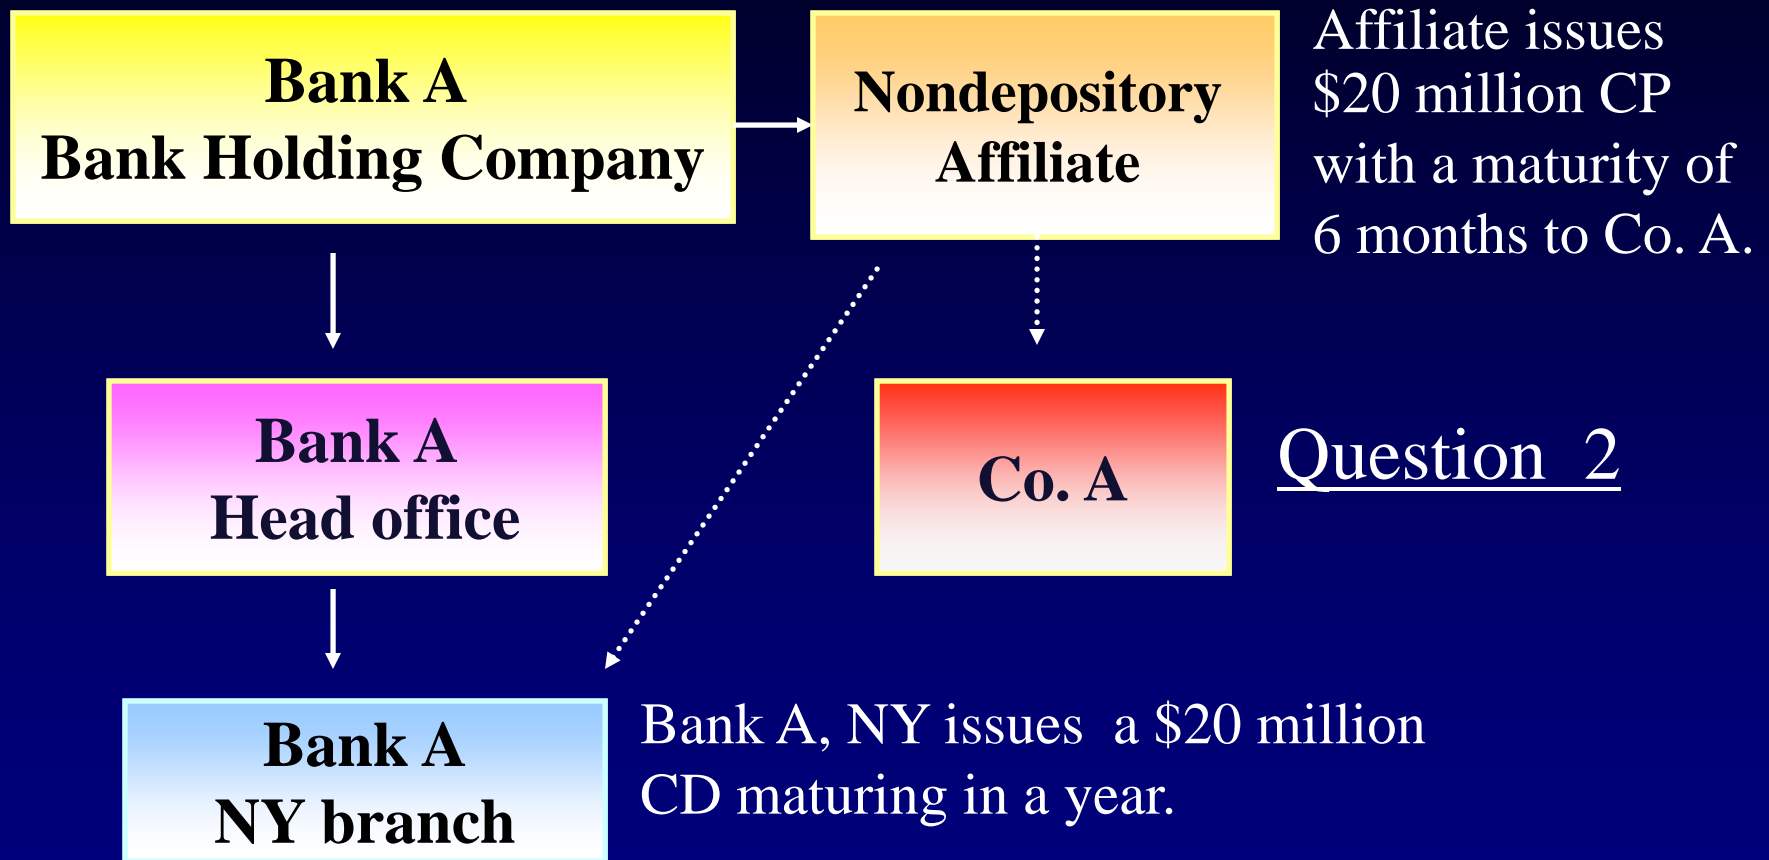 Bank A
Bank Holding Company
Nondepository
Affiliate
Affiliate issues
$20 million CP
with a maturity of
6 months to Co. A.
Bank A
Head office
Co. A
Question 2
Bank A
NY branch
Bank A, NY issues a $20 million
CD maturing in a year.